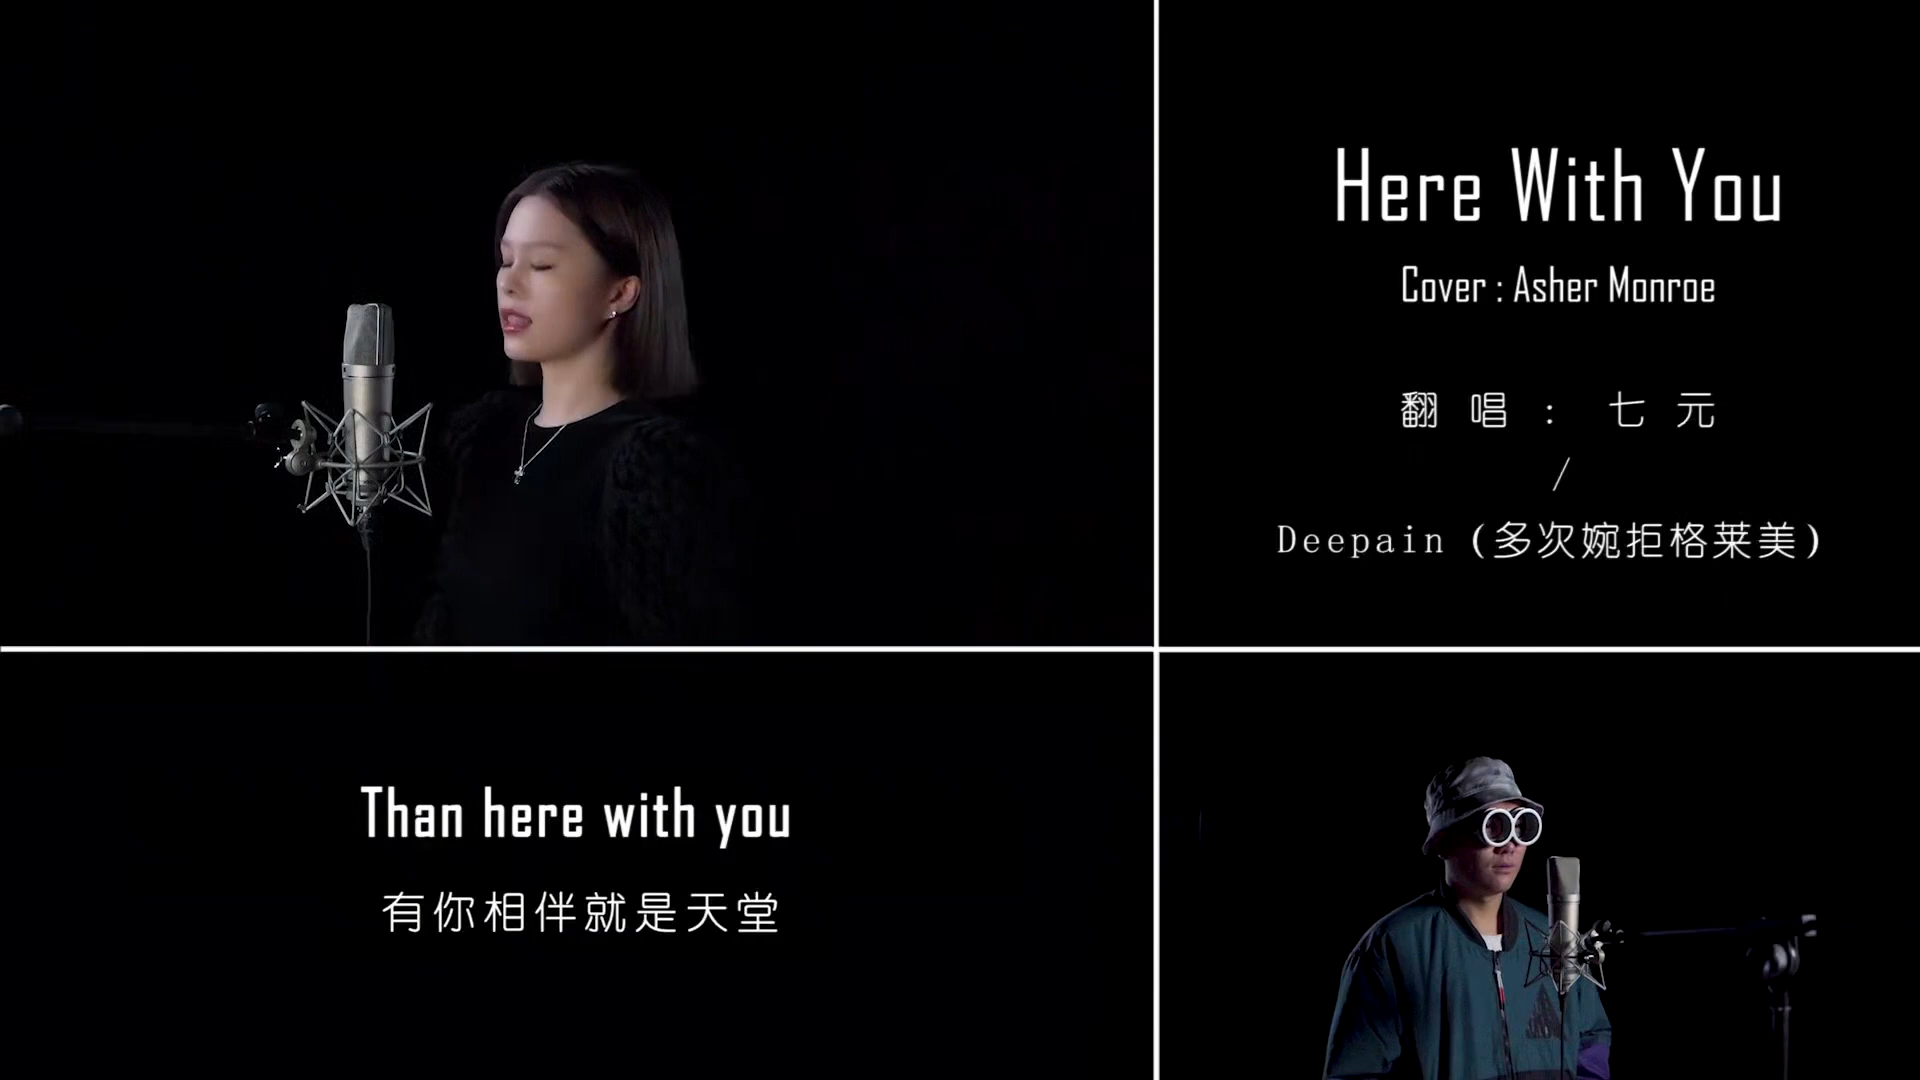 Here With You
Cover : Asher Monroe
翻唱： 七元
/
Deepain (多次婉拒格莱美)
Than here with you
有你相伴就是天堂